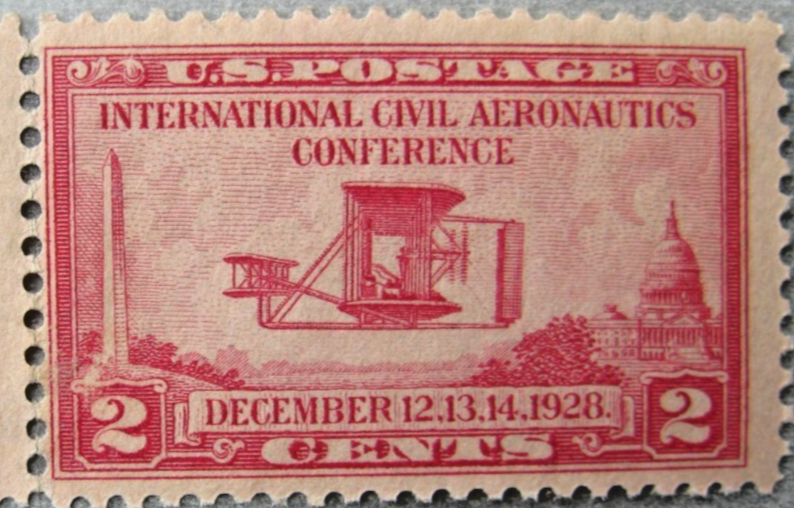 U.S. POSTAGE
INTERNATIONAL CIVIL AERONAUTICS
CONFERENCE
2 DECEMBER 12,13,14,1928. 2
CENTS